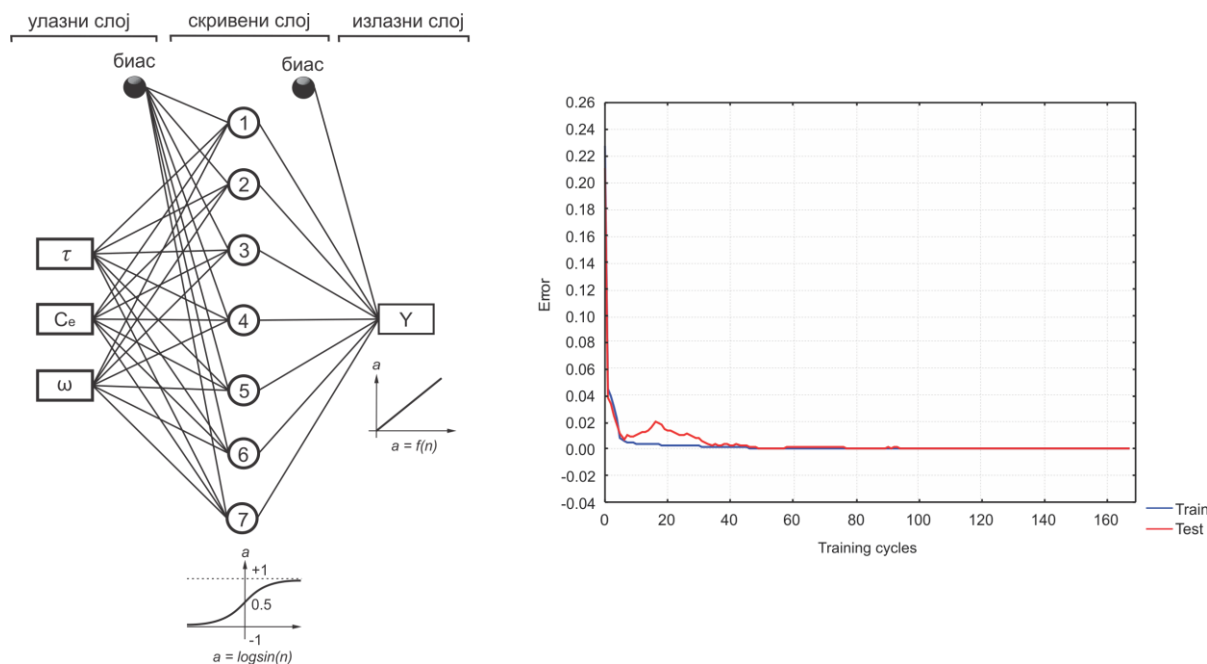 улазни слој
скривени слој
излазни слој
биас
биас
1
2
3
4
5
6
7
τ
Cₑ
ω
Y
a
a = f(n)
a
+1
0.5
-1
a = logsin(n)
0.26
0.24
0.22
0.20
0.18
0.16
0.14
0.12
0.10
0.08
0.06
0.04
0.02
0.00
-0.02
-0.04
Error
0 20 40 60 80 100 120 140 160
Training cycles
Train
Test